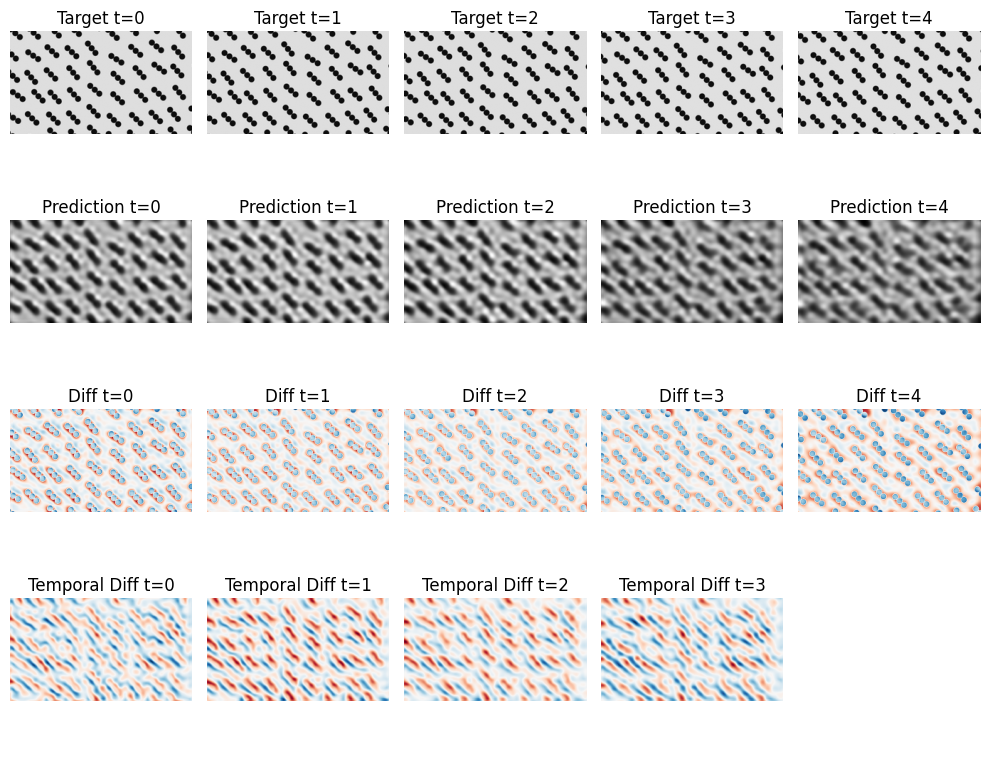 Target t=0 Target t=1 Target t=2 Target t=3 Target t=4
Prediction t=0 Prediction t=1 Prediction t=2 Prediction t=3 Prediction t=4
Diff t=0 Diff t=1 Diff t=2 Diff t=3 Diff t=4
Temporal Diff t=0 Temporal Diff t=1 Temporal Diff t=2 Temporal Diff t=3